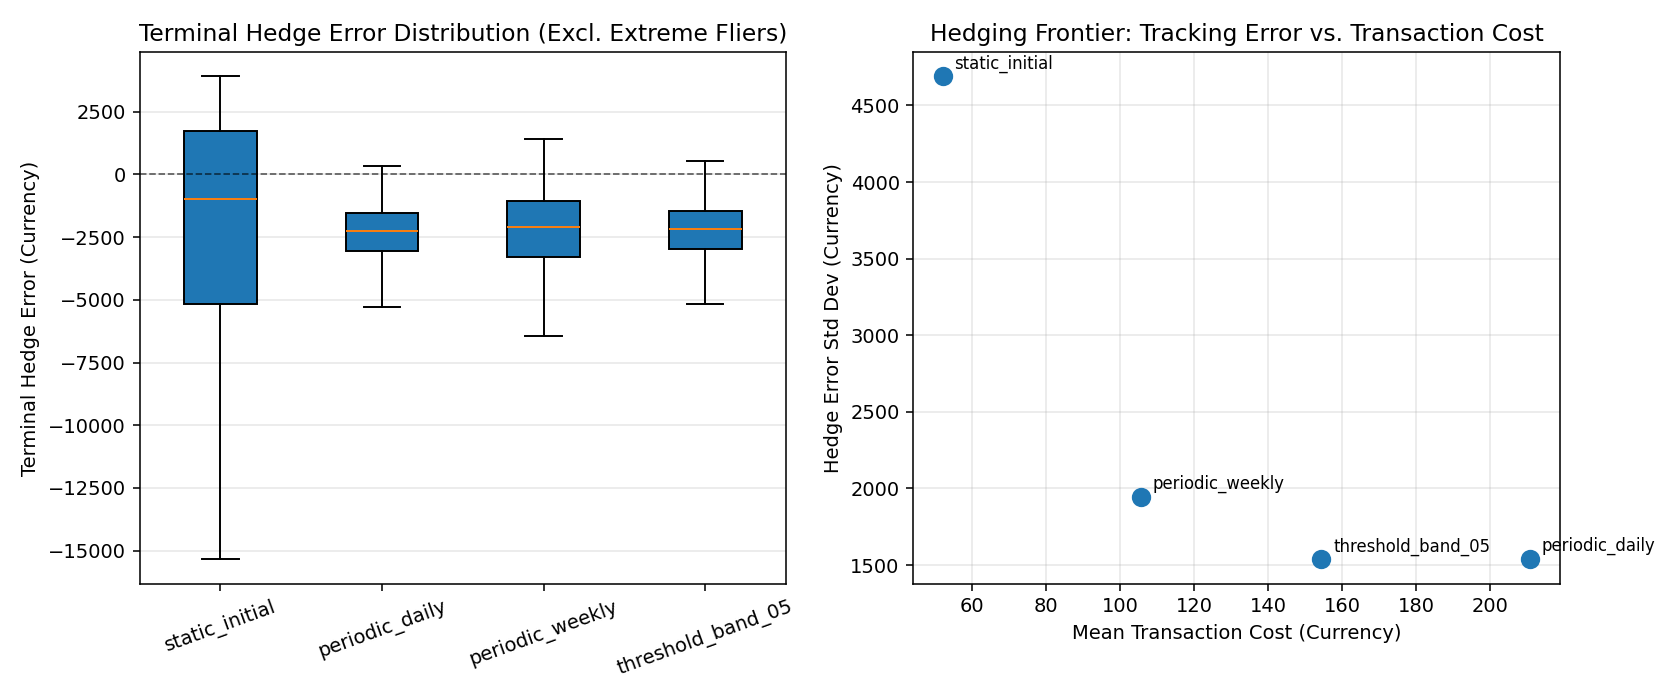 Terminal Hedge Error Distribution (Excl. Extreme Fliers)
Terminal Hedge Error (Currency)
2500
0
−2500
−5000
−7500
−10000
−12500
−15000
static_initial
periodic_daily
periodic_weekly
threshold_band_05
Hedging Frontier: Tracking Error vs. Transaction Cost
Hedge Error Std Dev (Currency)
4500
4000
3500
3000
2500
2000
1500
static_initial
periodic_weekly
threshold_band_05
periodic_daily
60
80
100
120
140
160
180
200
Mean Transaction Cost (Currency)